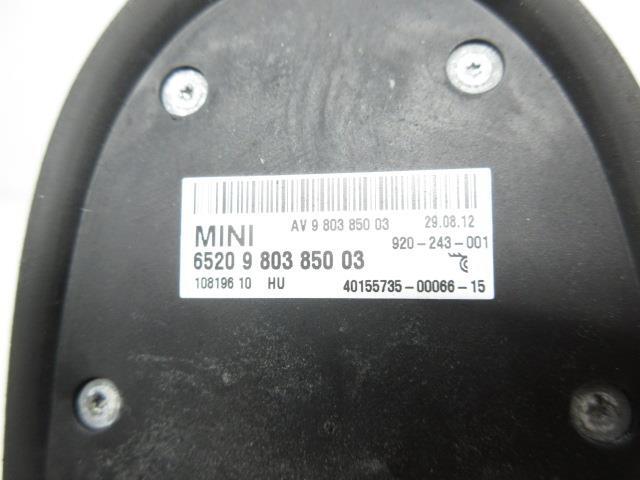 AV 9 803 850 03 29.08.12
MINI 920-243-001
6520 9 803 850 03
108196 10 HU 40155735-00066-15